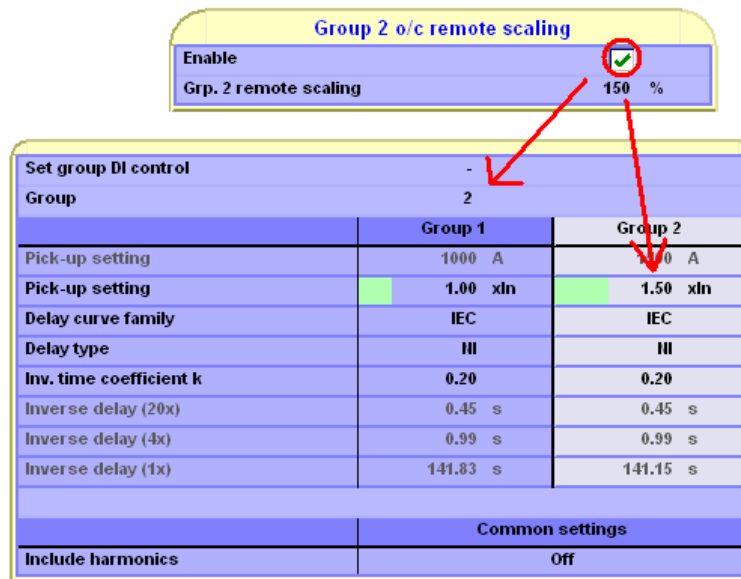 Group 2 o/c remote scaling
Enable
Grp. 2 remote scaling 150 %
Set group DI control -
Group 2
Group 1 Group 2
Pick-up setting 1000 A A
Pick-up setting 1.00 xIn 1.50 xIn
Delay curve family IEC IEC
Delay type NI NI
Inv. time coefficient k 0.20 0.20
Inverse delay (20x) 0.45 s 0.45 s
Inverse delay (4x) 0.99 s 0.99 s
Inverse delay (1x) 141.83 s 141.15 s
Common settings
Include harmonics Off